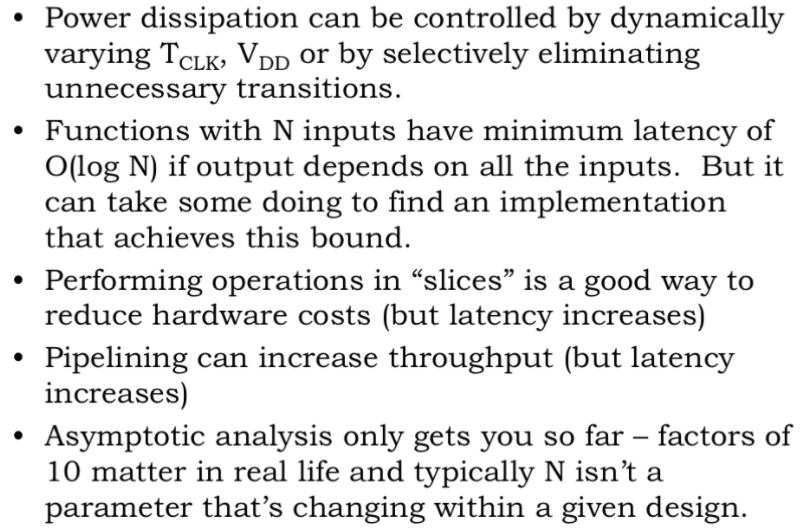 • Power dissipation can be controlled by dynamically
varying TCLK, VDD or by selectively eliminating
unnecessary transitions.
• Functions with N inputs have minimum latency of
O(log N) if output depends on all the inputs.  But it
can take some doing to find an implementation
that achieves this bound.
• Performing operations in “slices” is a good way to
reduce hardware costs (but latency increases)
• Pipelining can increase throughput (but latency
increases)
• Asymptotic analysis only gets you so far – factors of
10 matter in real life and typically N isn’t a
parameter that’s changing within a given design.